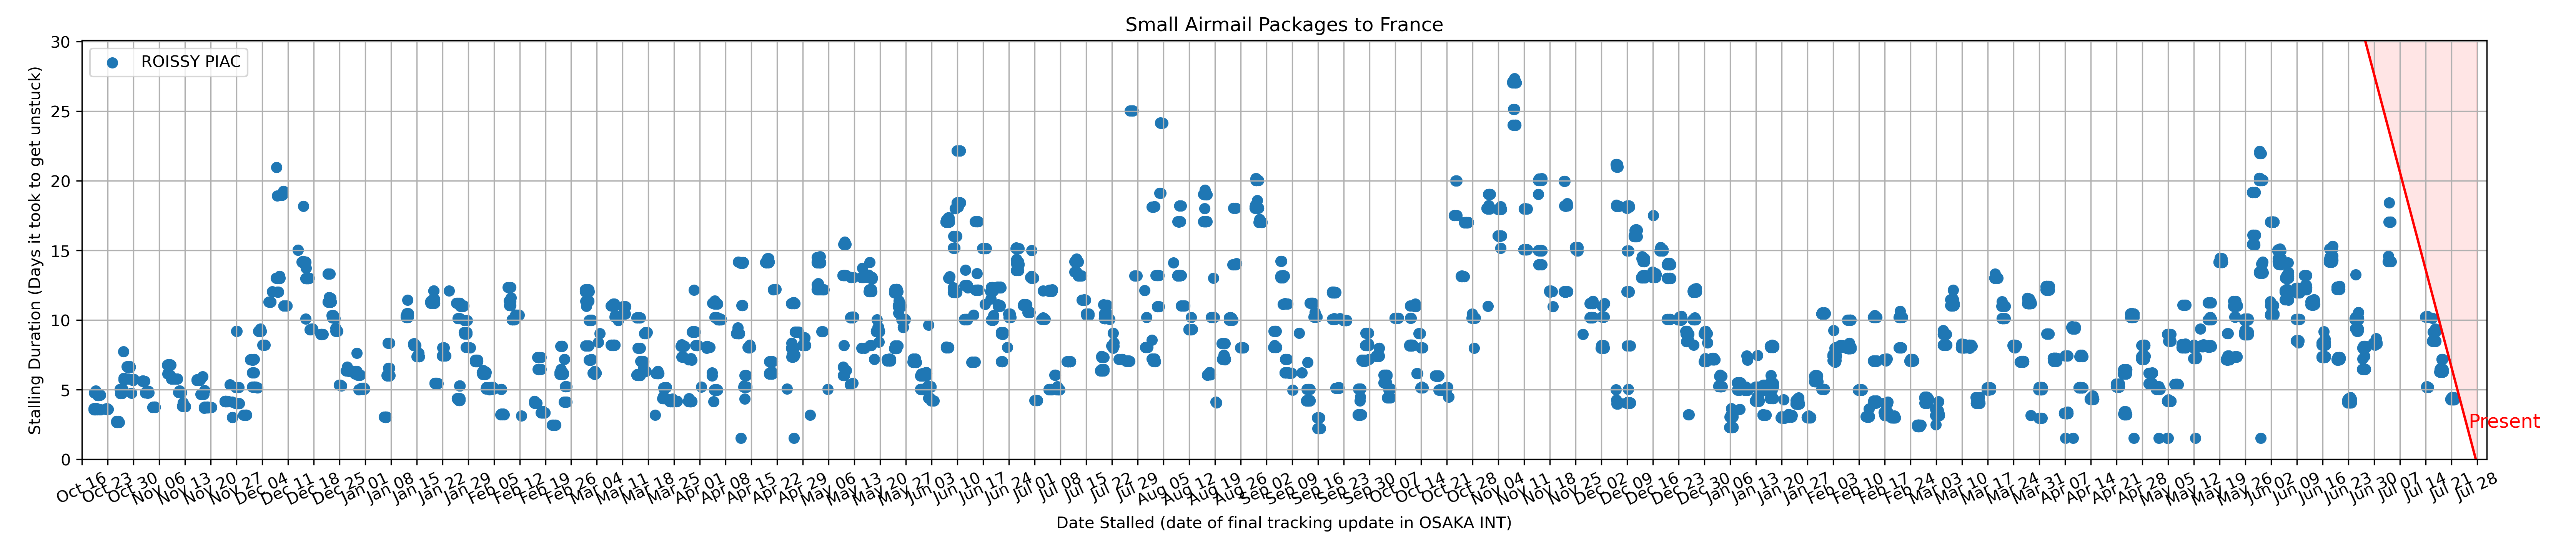 Small Airmail Packages to France
ROISSY PIAC
Stalling Duration (Days it took to get unstuck)
30
25
20
15
10
5
0
Present
Oct 16
Oct 23
Oct 30
Nov 06
Nov 13
Nov 20
Nov 27
Dec 04
Dec 11
Dec 18
Dec 25
Jan 01
Jan 08
Jan 15
Jan 22
Jan 29
Feb 05
Feb 12
Feb 19
Feb 26
Mar 04
Mar 11
Mar 18
Mar 25
Apr 01
Apr 08
Apr 15
Apr 22
Apr 29
May 06
May 13
May 20
May 27
Jun 03
Jun 10
Jun 17
Jun 24
Jul 01
Jul 08
Jul 15
Jul 22
Jul 29
Aug 05
Aug 12
Aug 19
Aug 26
Sep 02
Sep 09
Sep 16
Sep 23
Sep 30
Oct 07
Oct 14
Oct 21
Oct 28
Nov 04
Nov 11
Nov 18
Nov 25
Dec 02
Dec 09
Dec 16
Dec 23
Dec 30
Jan 06
Jan 13
Jan 20
Jan 27
Feb 03
Feb 10
Feb 17
Feb 24
Mar 03
Mar 10
Mar 17
Mar 24
Mar 31
Apr 07
Apr 14
Apr 21
Apr 28
May 05
May 12
May 19
May 26
Jun 02
Jun 09
Jun 16
Jun 23
Jun 30
Jul 07
Jul 14
Jul 21
Jul 28
Date Stalled (date of final tracking update in OSAKA INT)